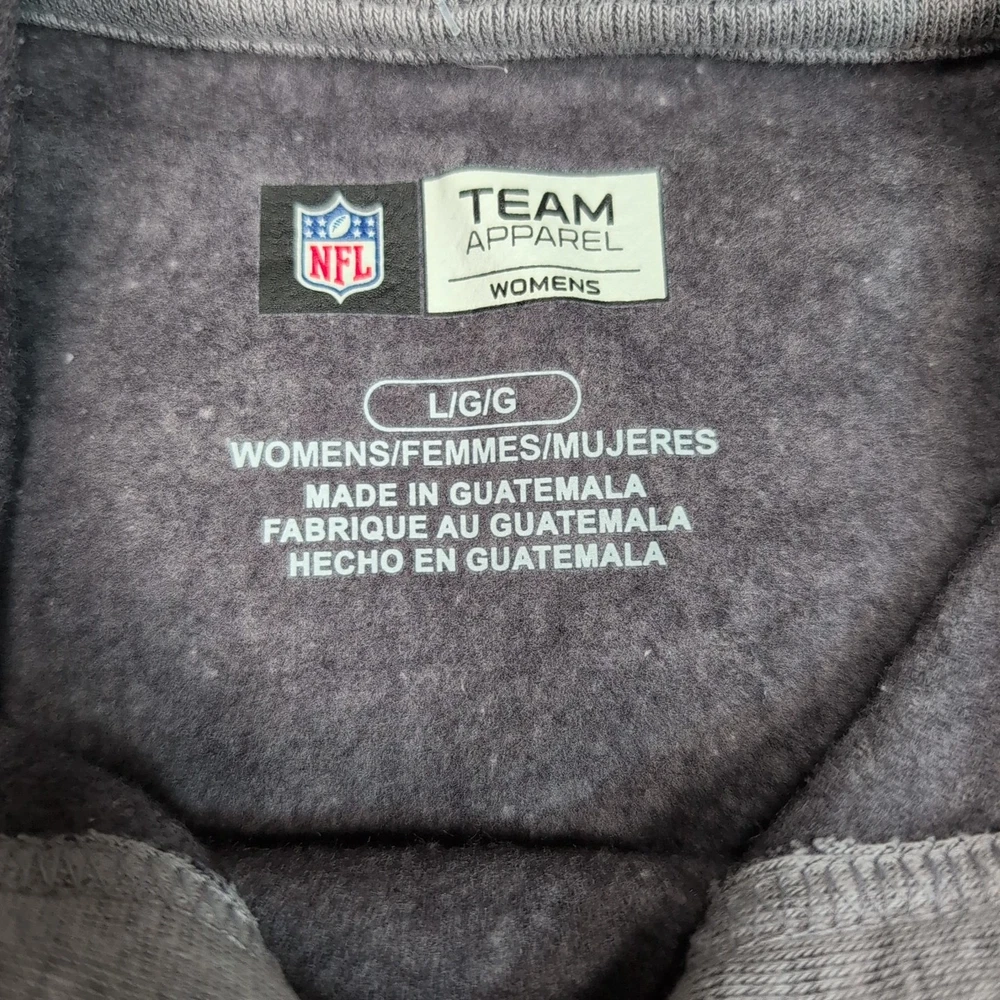 NFL
TEAM
APPAREL
WOMENS
L/G/G
WOMENS/FEMMES/MUJERES
MADE IN GUATEMALA
FABRIQUE AU GUATEMALA
HECHO EN GUATEMALA